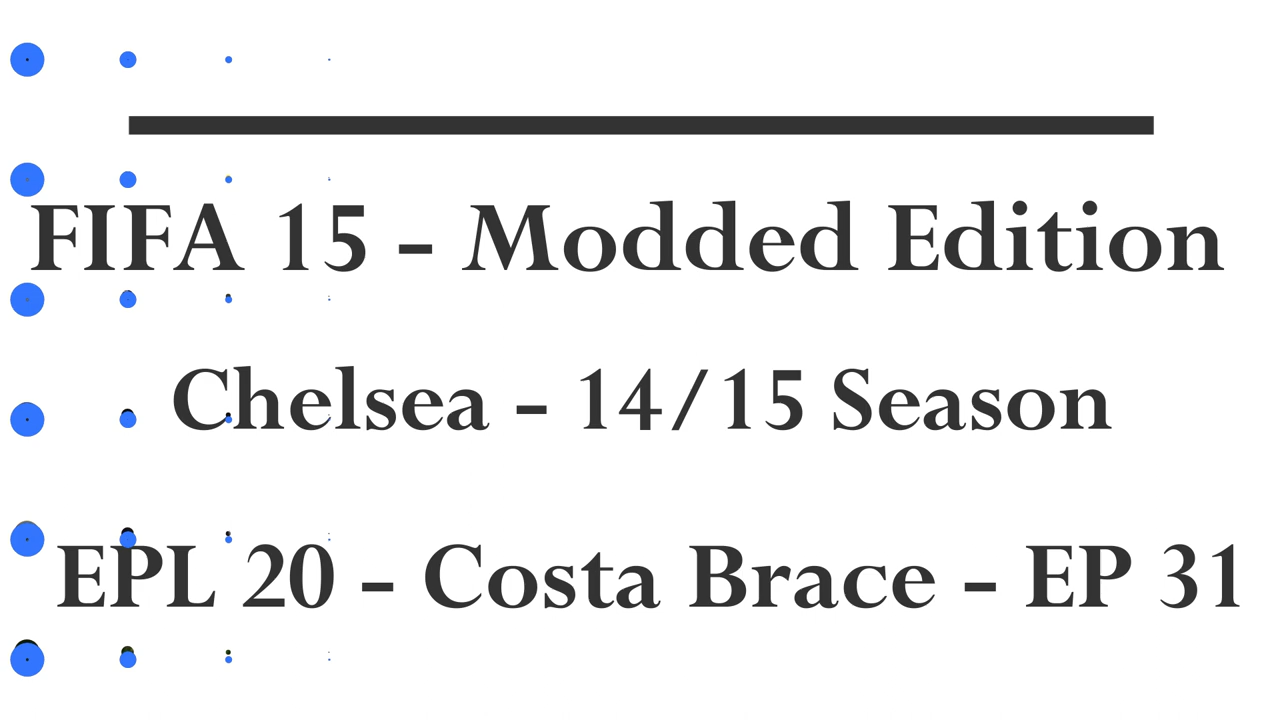 FIFA 15 - Modded Edition
Chelsea - 14/15 Season
EPL 20 - Costa Brace - EP 31